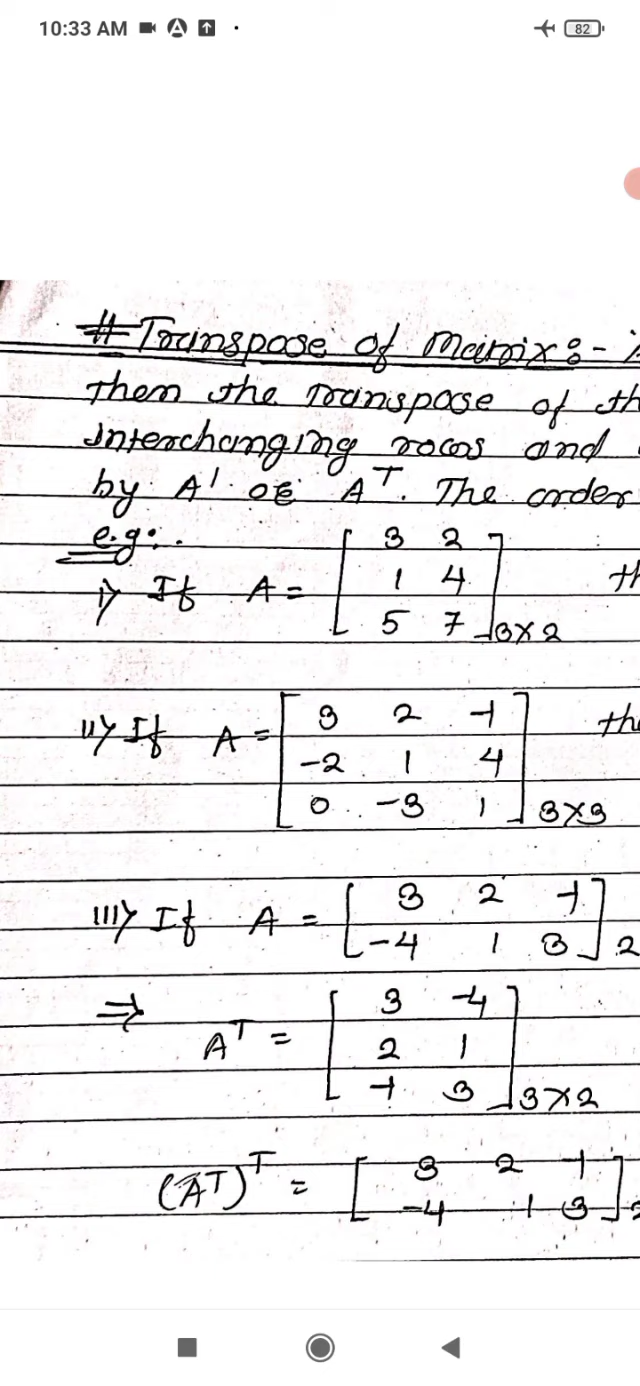 10:33 AM
82
# Transpose of Matrix :-
then the transpose of th
interchanging rows and
by A' or A^T. The order
e.g:-
i) If A = [ 3 2
1 4
5 7 ] 3×2 th
ii) If A = [ 3 2 -1
-2 1 4
0 -3 1 ] 3×3 the
iii) If A = [ 3 2 -1
-4 1 3 ] 2
⇒ A^T = [ 3 -4
2 1
-1 3 ] 3×2
(A^T)^T = [ 3 2 -1
-4 1 3 ] 2